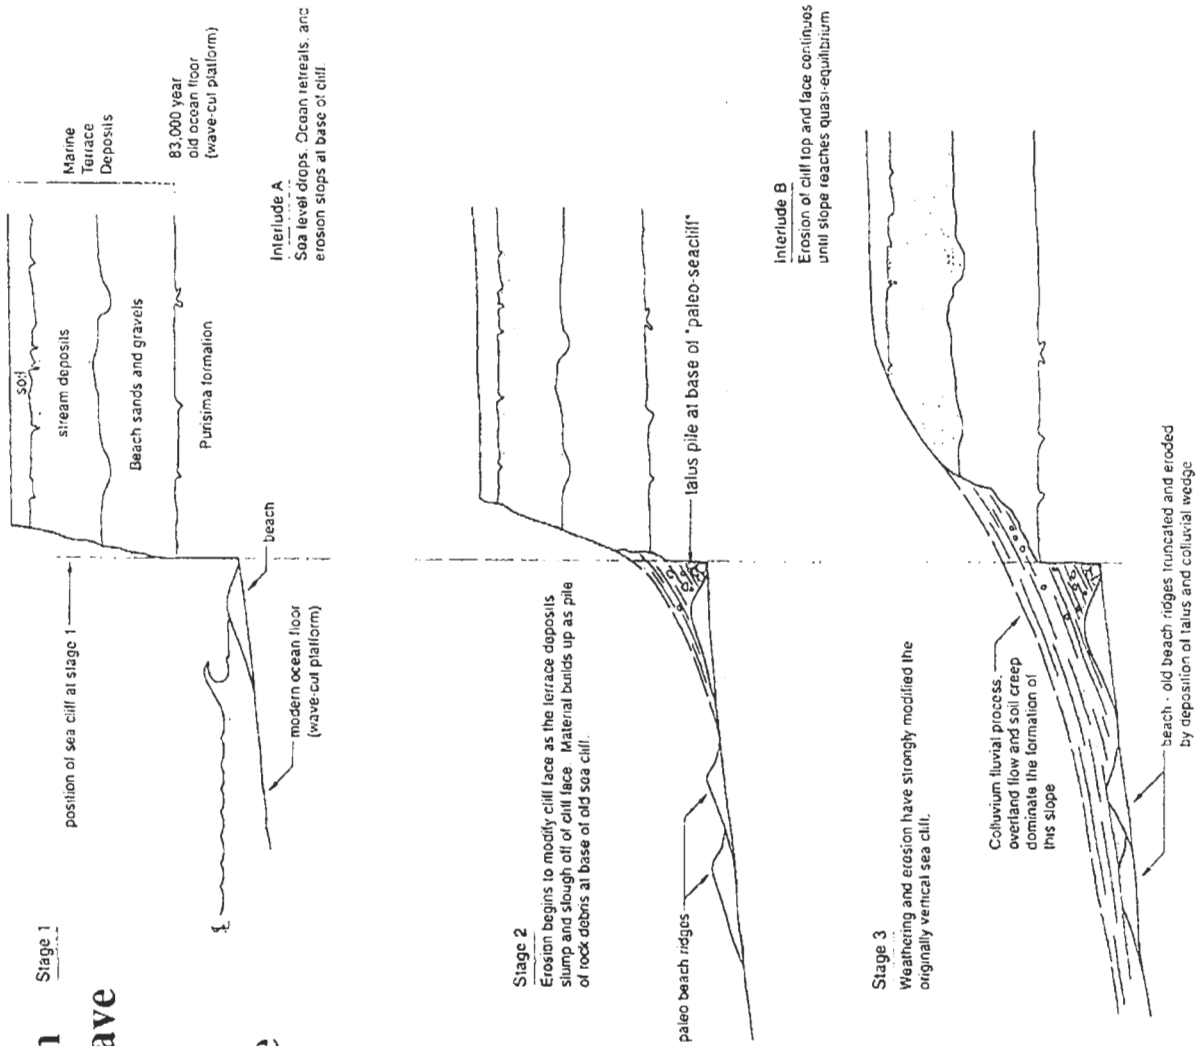 Stage 1
position of sea cliff at stage 1
soil
stream deposits
Beach sands and gravels
Purisima formation
Marine
Terrace
Deposits
83,000 year
old ocean floor
(wave-cut platform)
beach
modern ocean floor
(wave-cut platform)
Interlude A
Sea level drops. Ocean retreats, and
erosion stops at base of cliff.
Stage 2
Erosion begins to modify cliff face as the terrace deposits
slump and slough off of cliff face. Material builds up as pile
of rock debris at base of old sea cliff.
paleo beach ridges
talus pile at base of "paleo-seacliff"
Interlude B
Erosion of cliff top and face continues
until slope reaches quasi-equilibrium
Stage 3
Weathering and erosion have strongly modified the
originally vertical sea cliff.
Colluvium fluvial process,
overland flow and soil creep
dominate the formation of
this slope
beach - old beach ridges truncated and eroded
by deposition of talus and colluvial wedge
ave